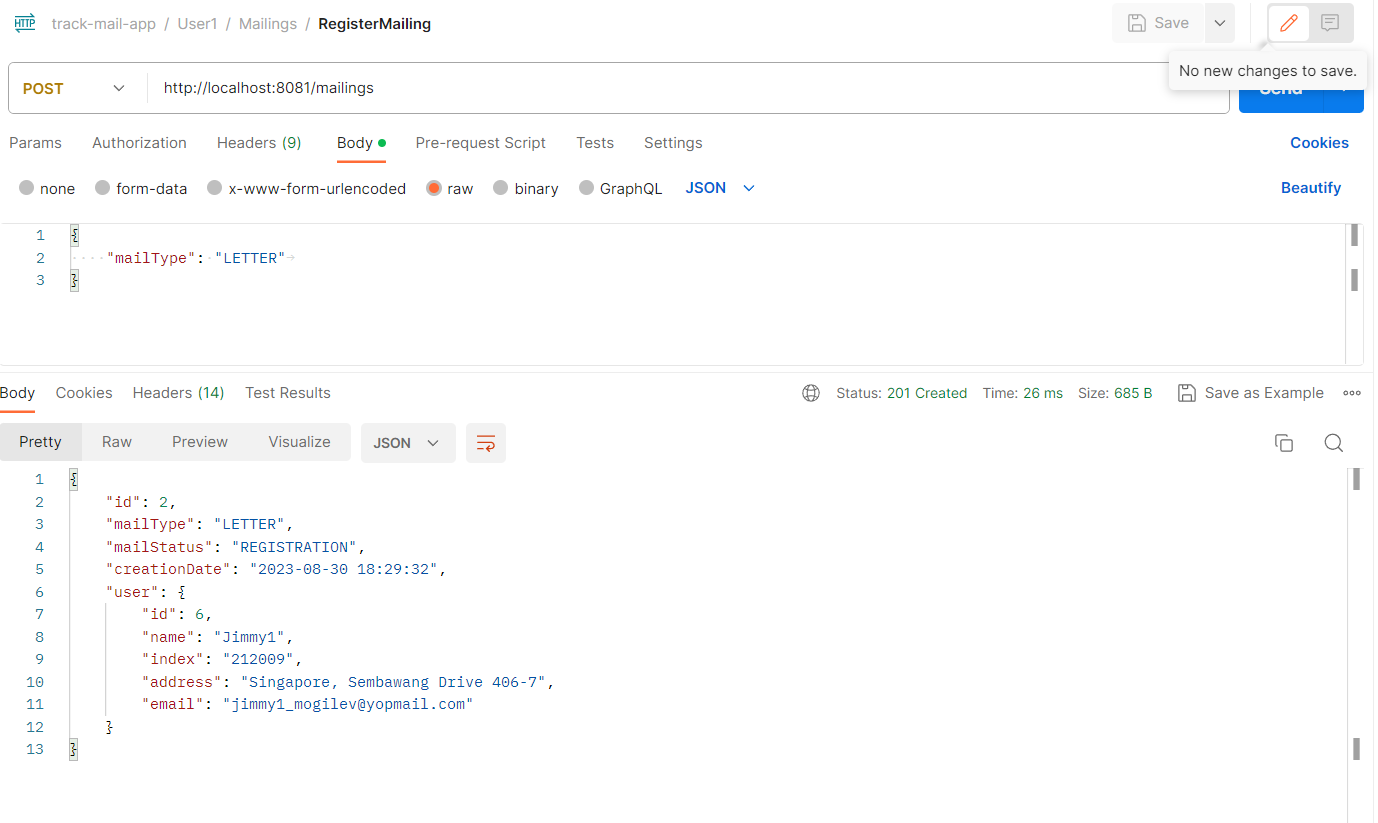 HTTP track-mail-app / User1 / Mailings / RegisterMailing Save
No new changes to save.
POST http://localhost:8081/mailings Send
Params Authorization Headers (9) Body Pre-request Script Tests Settings Cookies
none form-data x-www-form-urlencoded raw binary GraphQL JSON Beautify
1 {
2 "mailType": "LETTER"
3 }
Body Cookies Headers (14) Test Results Status: 201 Created Time: 26 ms Size: 685 B Save as Example
Pretty Raw Preview Visualize JSON
1 {
2 "id": 2,
3 "mailType": "LETTER",
4 "mailStatus": "REGISTRATION",
5 "creationDate": "2023-08-30 18:29:32",
6 "user": {
7 "id": 6,
8 "name": "Jimmy1",
9 "index": "212009",
10 "address": "Singapore, Sembawang Drive 406-7",
11 "email": "jimmy1_mogilev@yopmail.com"
12 }
13 }